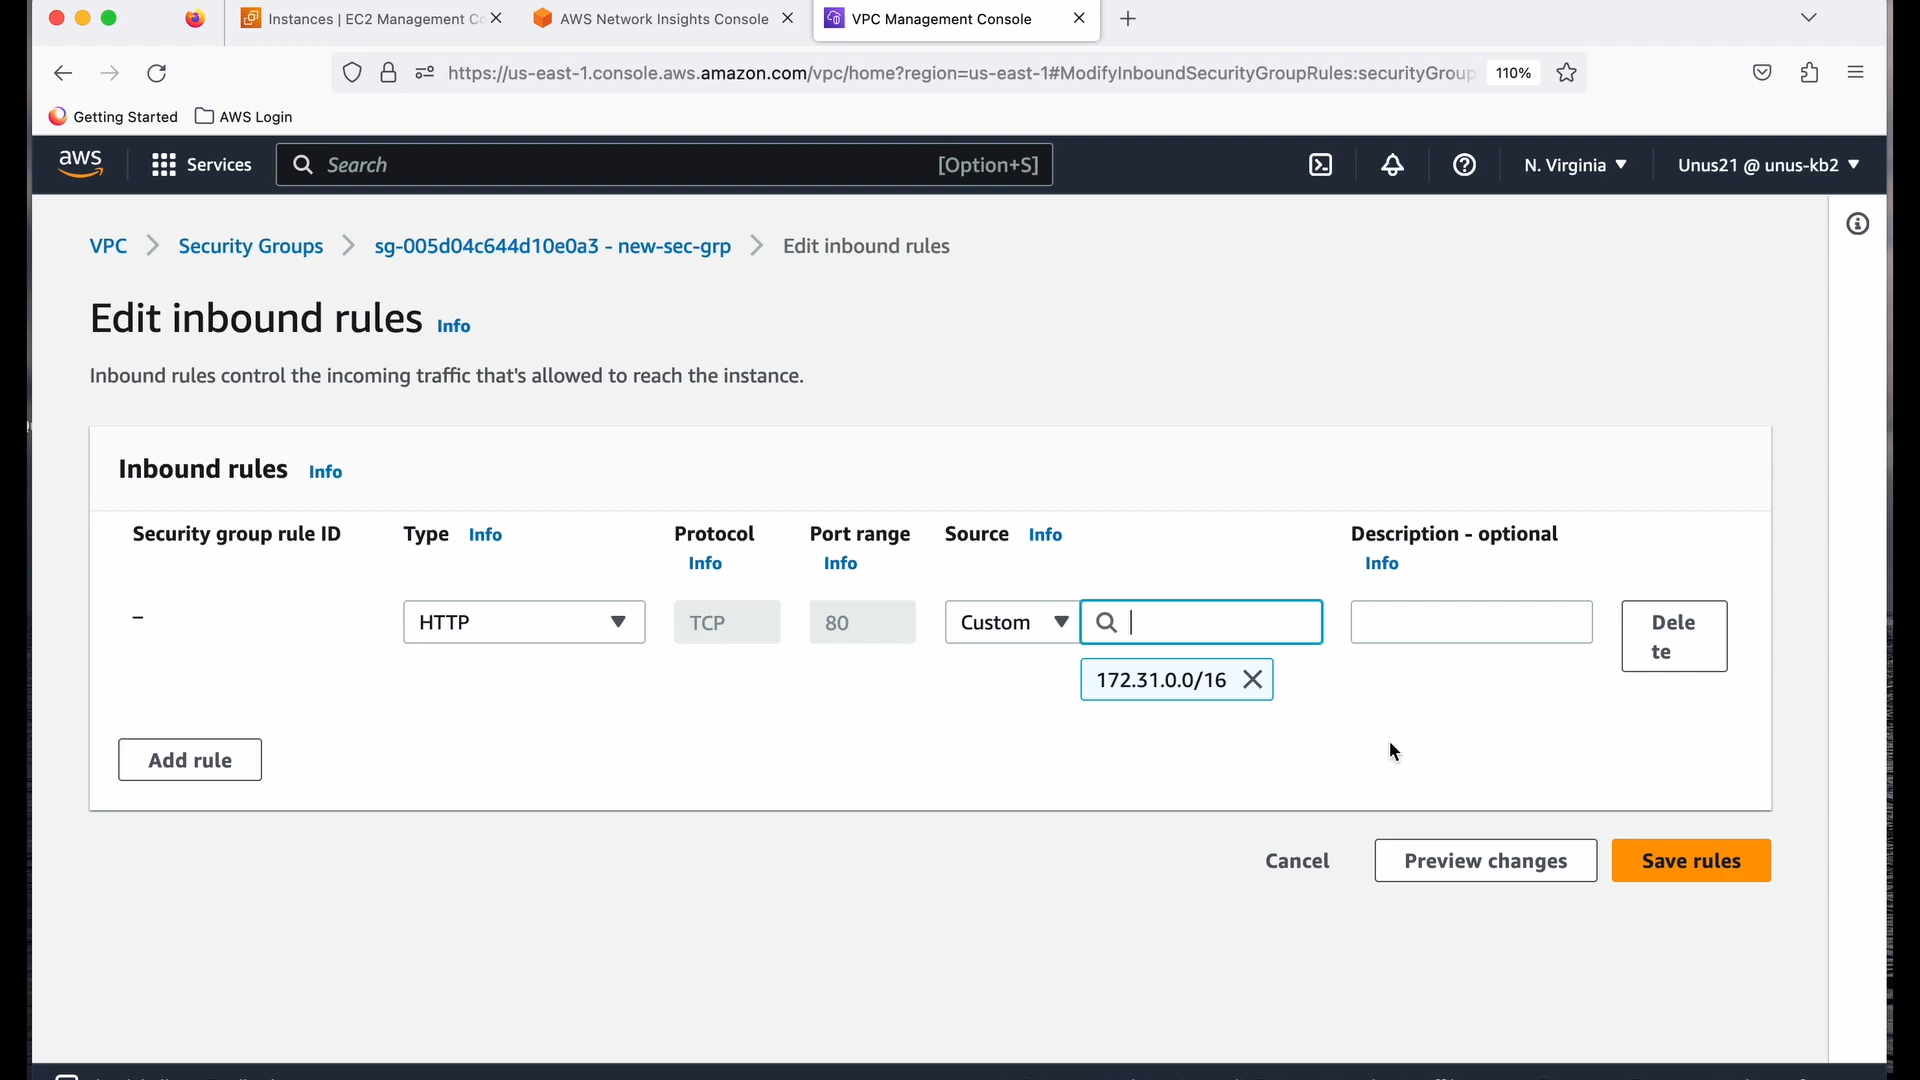 Instances | EC2 Management Co
AWS Network Insights Console
VPC Management Console
https://us-east-1.console.aws.amazon.com/vpc/home?region=us-east-1#ModifyInboundSecurityGroupRules:securityGroup
110%
Getting Started
AWS Login
aws
Services
Search
[Option+S]
N. Virginia
Unus21 @ unus-kb2
VPC
Security Groups
sg-005d04c644d10e0a3 - new-sec-grp
Edit inbound rules
Edit inbound rules Info
Inbound rules control the incoming traffic that's allowed to reach the instance.
Inbound rules Info
Security group rule ID
Type Info
Protocol
Info
Port range
Info
Source Info
Description - optional
Info
–
HTTP
TCP
80
Custom
Dele
te
172.31.0.0/16
Add rule
Cancel
Preview changes
Save rules